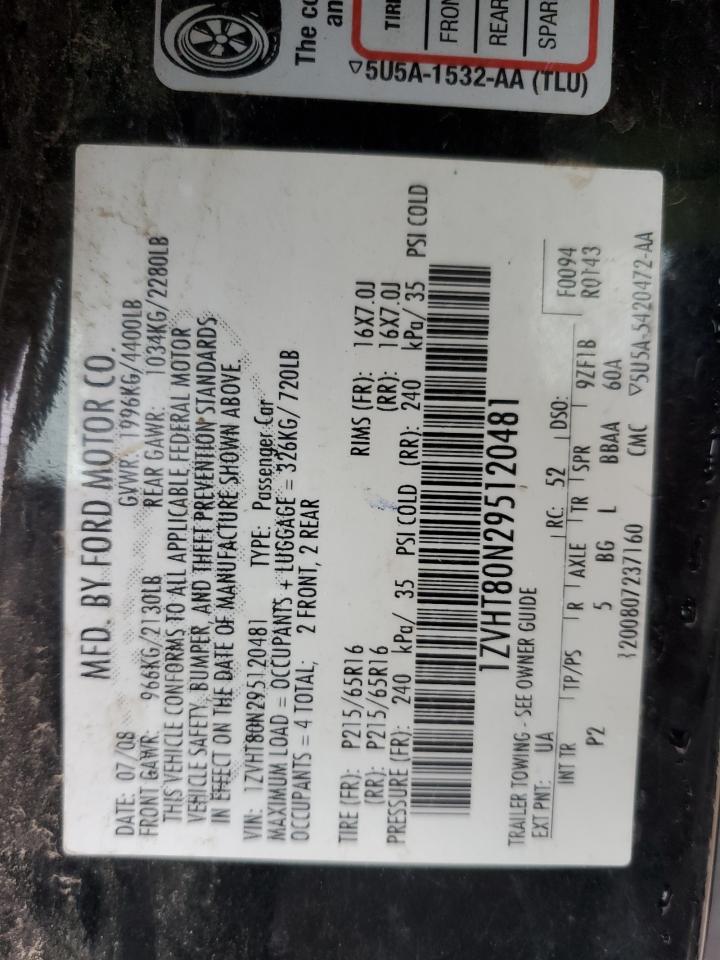 The co
an
TIRE
FRON
REAR
SPAR
▽5U5A-1532-AA (TLU)
MFD. BY FORD MOTOR CO.
DATE: 07/08 GVWR: 1996KG/4400LB
FRONT GAWR: 966KG/2130LB REAR GAWR: 1034KG/2280LB
THIS VEHICLE CONFORMS TO ALL APPLICABLE FEDERAL MOTOR
VEHICLE SAFETY, BUMPER, AND THEFT PREVENTION STANDARDS
IN EFFECT ON THE DATE OF MANUFACTURE SHOWN ABOVE.
VIN: 1ZVHT80N295120481 TYPE: Passenger Car
MAXIMUM LOAD = OCCUPANTS + LUGGAGE = 326KG/ 720LB
OCCUPANTS = 4 TOTAL; 2 FRONT, 2 REAR
TIRE (FR): P215/65R16 RIMS (FR): 16X7.0J
(RR): P215/65R16 (RR): 16X7.0J
PRESSURE (FR): 240 kPa/ 35 PSI COLD (RR): 240 kPa/ 35 PSI COLD
1ZVHT80N295120481
TRAILER TOWING - SEE OWNER GUIDE
EXT PNT: UA RC: 52 DSO: F0094
R0143
INT TR TP/PS R AXLE TR SPR 9ZF1B
P2 5 BG L BBAA 60A
1200807237160 CMC ▽5U5A-5420472-AA